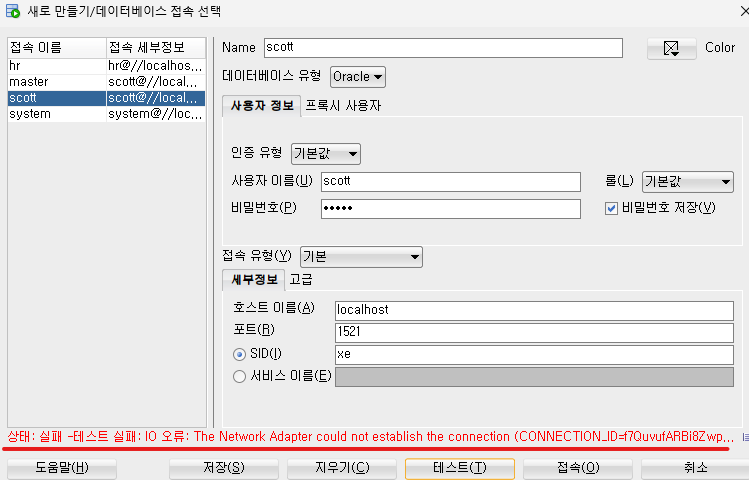 새로 만들기/데이터베이스 접속 선택
접속 이름 접속 세부정보
hr hr@//localhos...
master scott@//local...
scott scott@//local...
system system@//loc...
Name scott Color
데이터베이스 유형 Oracle
사용자 정보 프록시 사용자
인증 유형 기본값
사용자 이름(U) scott 롤(L) 기본값
비밀번호(P) ••••• 비밀번호 저장(V)
접속 유형(Y) 기본
세부정보 고급
호스트 이름(A) localhost
포트(R) 1521
SID(I) xe
서비스 이름(E)
상태: 실패 -테스트 실패: IO 오류: The Network Adapter could not establish the connection (CONNECTION_ID=f7QuvufARBi8Zwp...
도움말(H) 저장(S) 지우기(C) 테스트(T) 접속(O) 취소